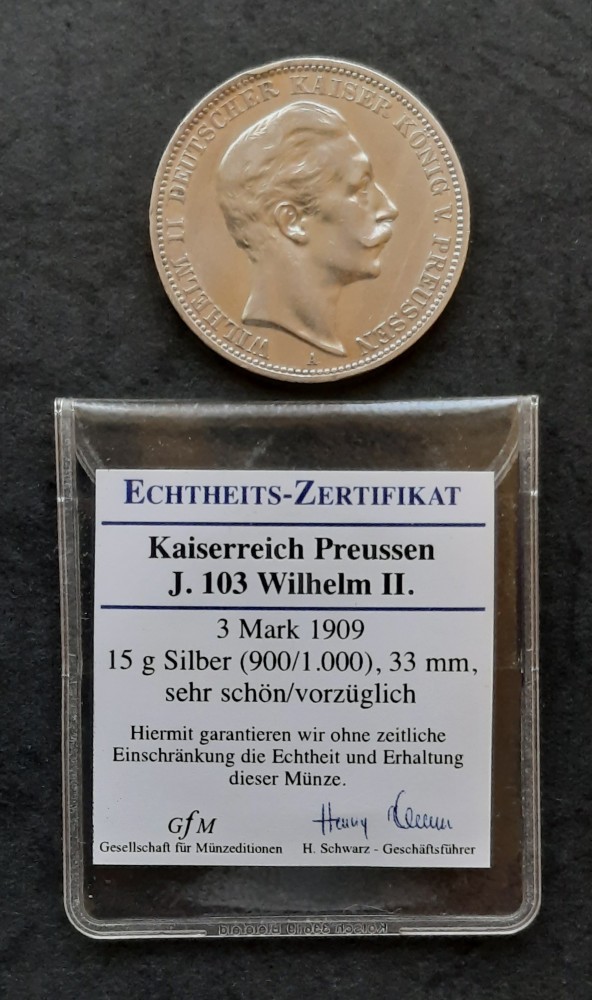 WILHELM II DEUTSCHER KAISER KÖNIG V. PREUSSEN
A
ECHTHEITS-ZERTIFIKAT
Kaiserreich Preussen
J. 103 Wilhelm II.
3 Mark 1909
15 g Silber (900/1.000), 33 mm,
sehr schön/vorzüglich
Hiermit garantieren wir ohne zeitliche
Einschränkung die Echtheit und Erhaltung
dieser Münze.
GfM
Gesellschaft für Münzeditionen H. Schwarz - Geschäftsführer